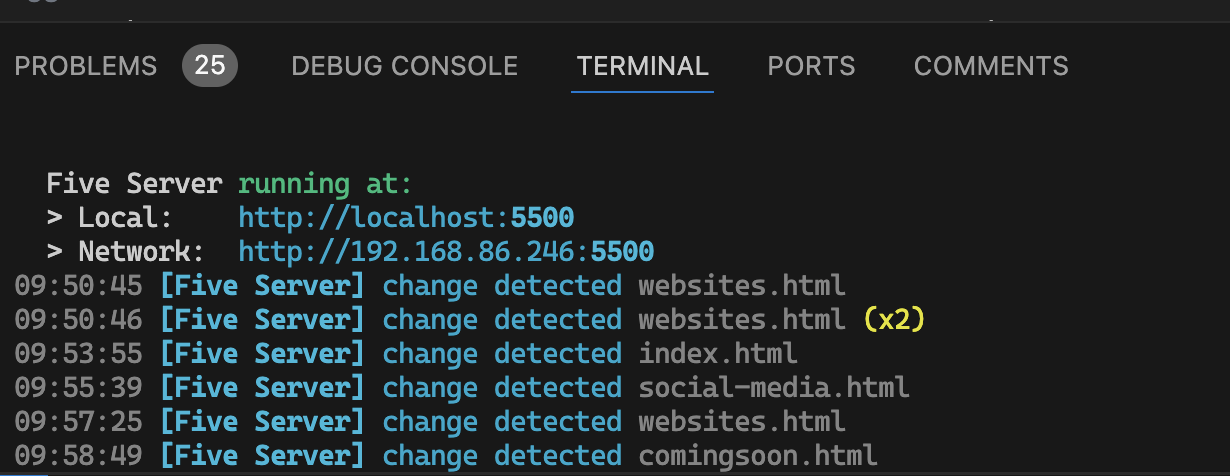 PROBLEMS 25 DEBUG CONSOLE TERMINAL PORTS COMMENTS
Five Server running at:
> Local: http://localhost:5500
> Network: http://192.168.86.246:5500
09:50:45 [Five Server] change detected websites.html
09:50:46 [Five Server] change detected websites.html (x2)
09:53:55 [Five Server] change detected index.html
09:55:39 [Five Server] change detected social-media.html
09:57:25 [Five Server] change detected websites.html
09:58:49 [Five Server] change detected comingsoon.html